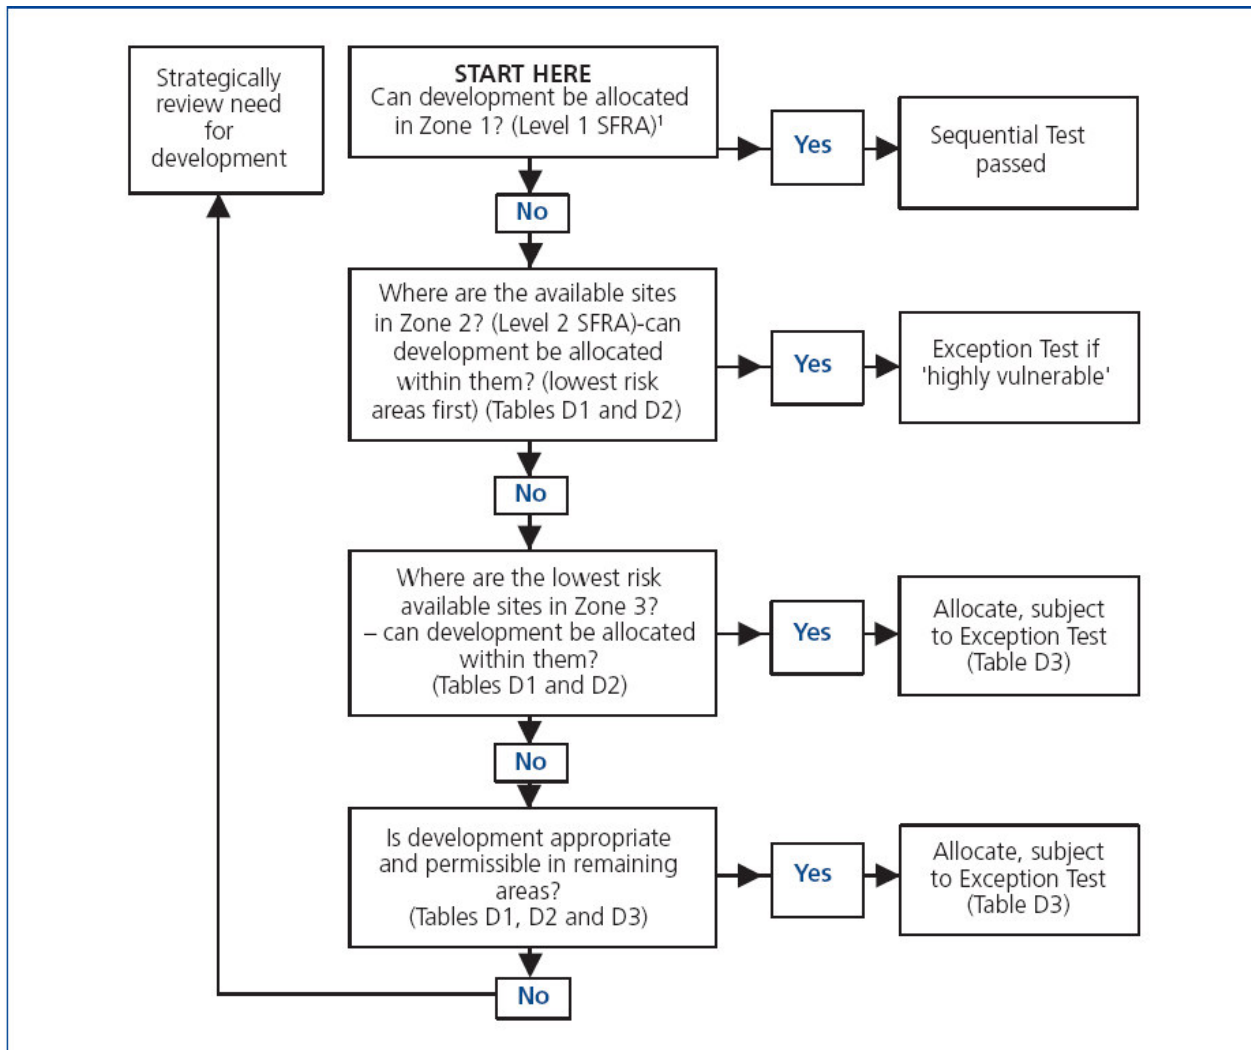 Strategically
review need
for
development
START HERE
Can development be allocated
in Zone 1? (Level 1 SFRA)¹
Yes
Sequential Test
passed
No
Where are the available sites
in Zone 2? (Level 2 SFRA)-can
development be allocated
within them? (lowest risk
areas first) (Tables D1 and D2)
Yes
Exception Test if
'highly vulnerable'
No
Where are the lowest risk
available sites in Zone 3?
– can development be allocated
within them?
(Tables D1 and D2)
Yes
Allocate, subject
to Exception Test
(Table D3)
No
Is development appropriate
and permissible in remaining
areas?
(Tables D1, D2 and D3)
Yes
Allocate, subject
to Exception Test
(Table D3)
No